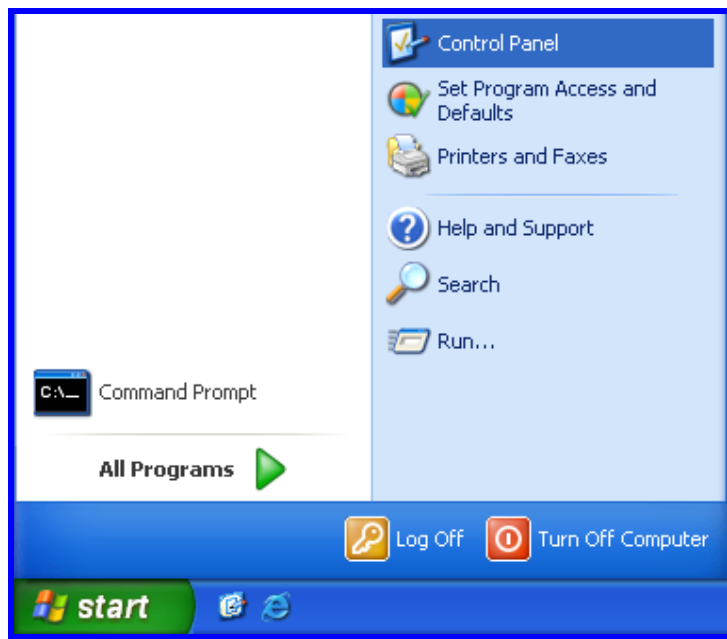 Control Panel
Set Program Access and
Defaults
Printers and Faxes
Help and Support
Search
Run...
C:\_
Command Prompt
All Programs
Log Off
Turn Off Computer
start